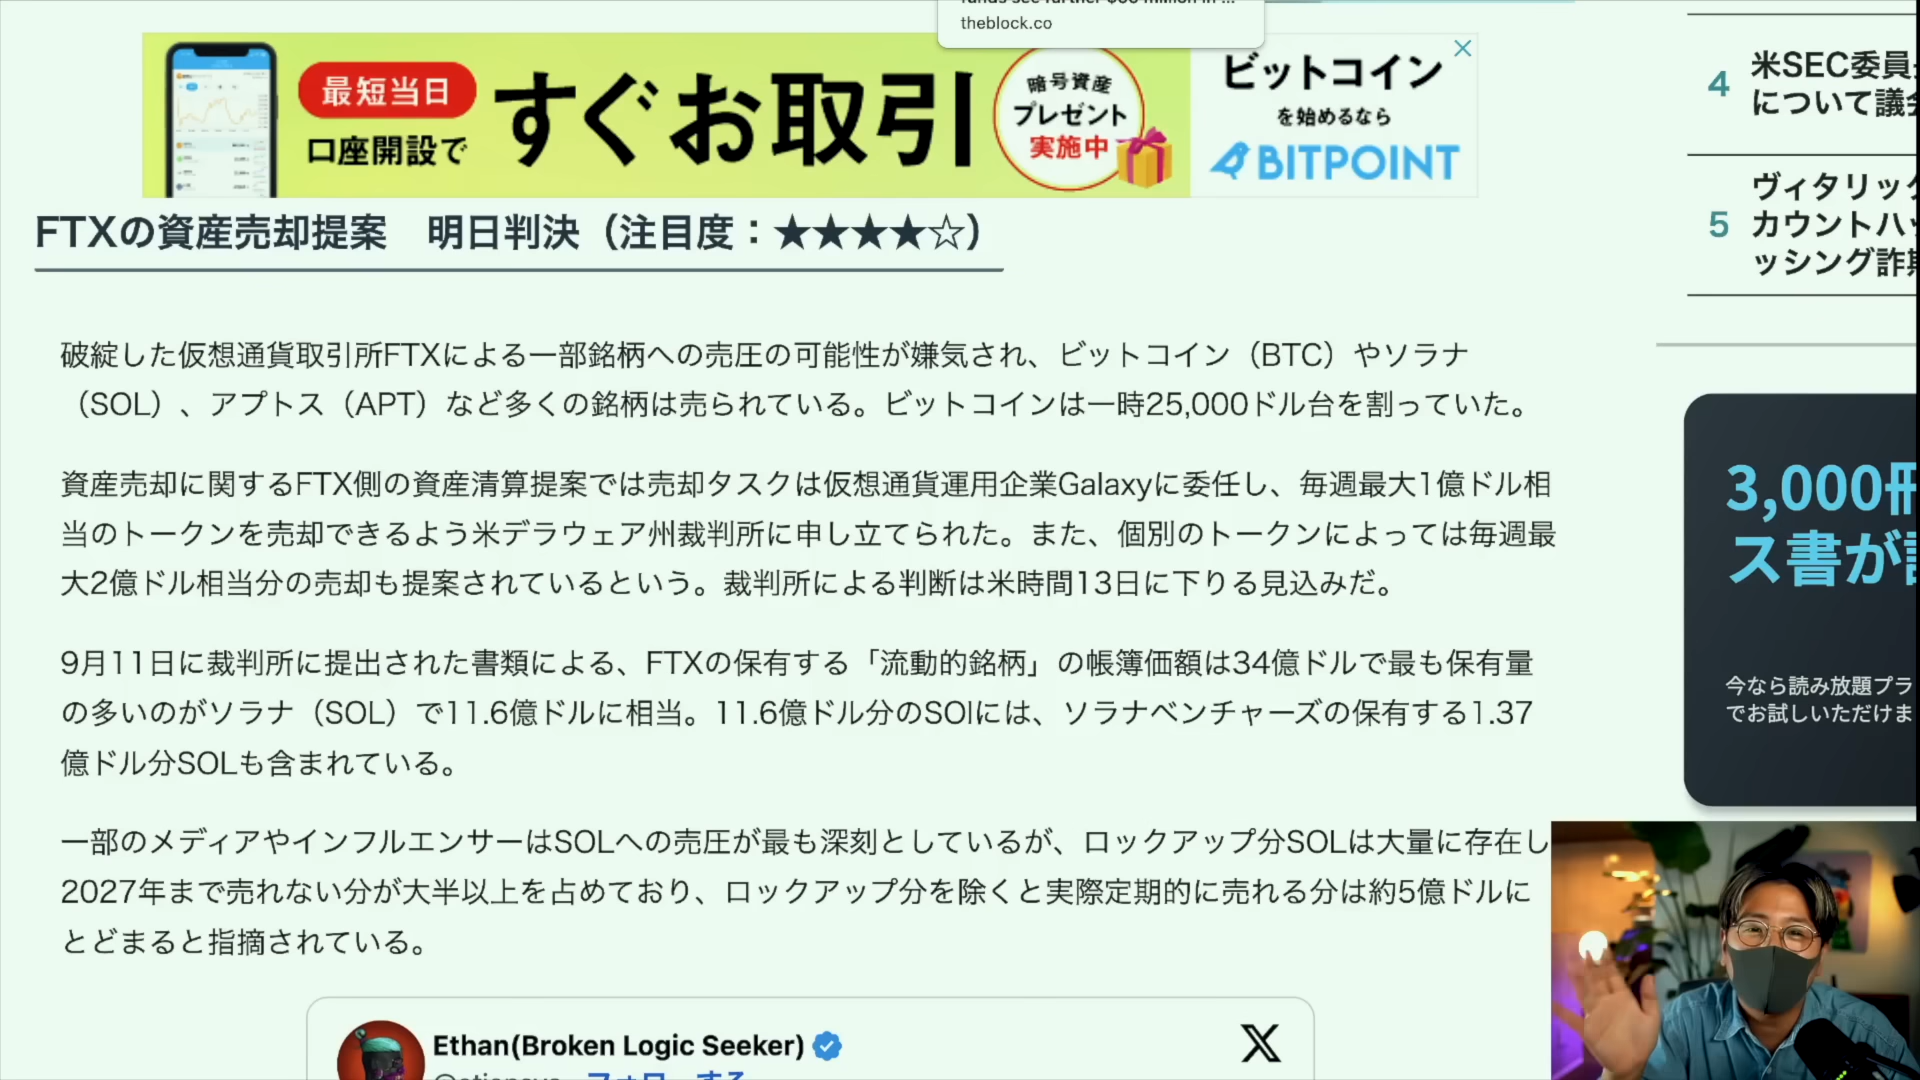 theblock.co
最短当日
口座開設で
すぐお取引
暗号資産
プレゼント
実施中
ビットコイン
を始めるなら
BITPOINT
FTXの資産売却提案　明日判決（注目度：★★★★☆）
破綻した仮想通貨取引所FTXによる一部銘柄への売圧の可能性が嫌気され、ビットコイン（BTC）やソラナ
（SOL）、アプトス（APT）など多くの銘柄は売られている。ビットコインは一時25,000ドル台を割っていた。
資産売却に関するFTX側の資産清算提案では売却タスクは仮想通貨運用企業Galaxyに委任し、毎週最大1億ドル相
当のトークンを売却できるよう米デラウェア州裁判所に申し立てられた。また、個別のトークンによっては毎週最
大2億ドル相当分の売却も提案されているという。裁判所による判断は米時間13日に下りる見込みだ。
9月11日に裁判所に提出された書類による、FTXの保有する「流動的銘柄」の帳簿価額は34億ドルで最も保有量
の多いのがソラナ（SOL）で11.6億ドルに相当。11.6億ドル分のSOlには、ソラナベンチャーズの保有する1.37
億ドル分SOLも含まれている。
一部のメディアやインフルエンサーはSOLへの売圧が最も深刻としているが、ロックアップ分SOLは大量に存在し
2027年まで売れない分が大半以上を占めており、ロックアップ分を除くと実際定期的に売れる分は約5億ドルに
とどまると指摘されている。
Ethan(Broken Logic Seeker)
4
米SEC委員
について議会
5
ヴィタリック
カウントハッ
ッシング詐欺
3,000冊
ス書が
今なら読み放題プラ
でお試しいただけま